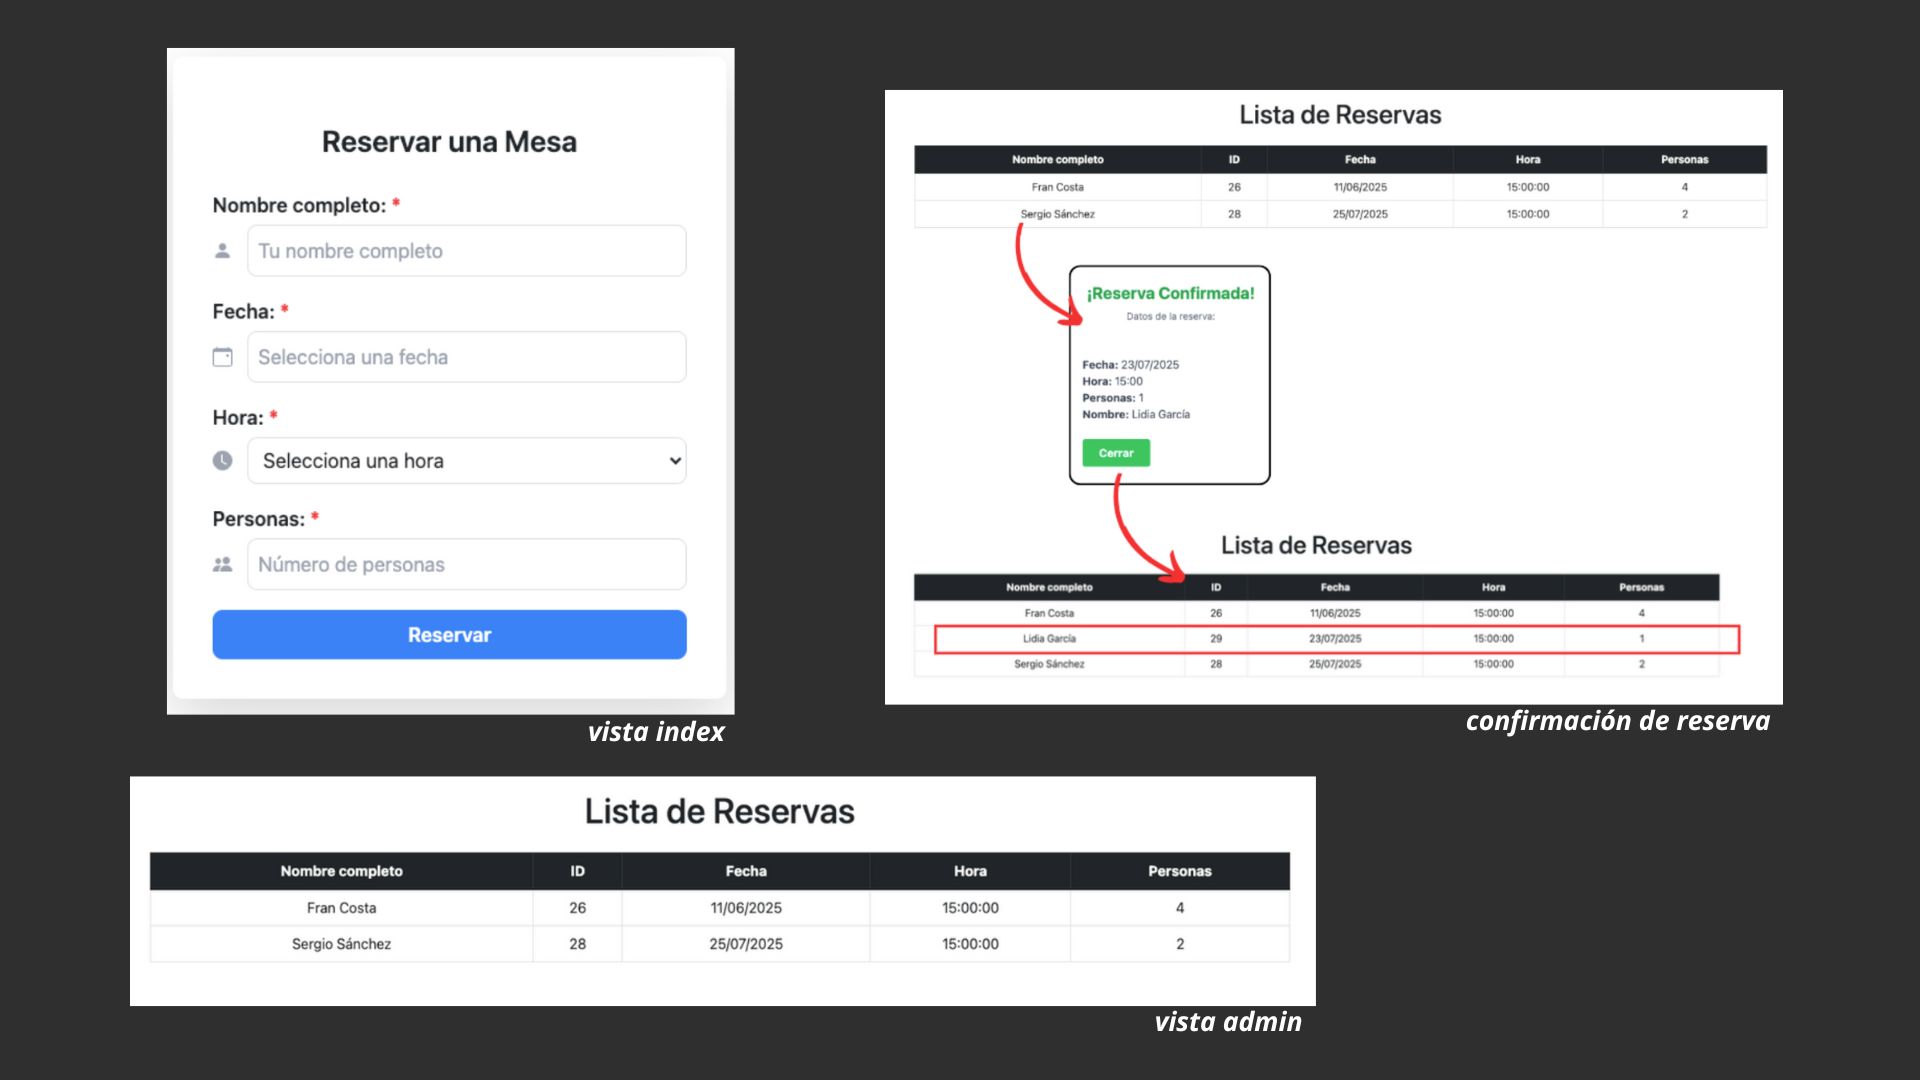 Reservar una Mesa
Nombre completo: *
Tu nombre completo
Fecha: *
Selecciona una fecha
Hora: *
Selecciona una hora
Personas: *
Número de personas
Reservar
vista index
Lista de Reservas
Nombre completo ID Fecha Hora Personas
Fran Costa 26 11/06/2025 15:00:00 4
Sergio Sánchez 28 25/07/2025 15:00:00 2
¡Reserva Confirmada!
Datos de la reserva:
Fecha: 23/07/2025
Hora: 15:00
Personas: 1
Nombre: Lidia García
Cerrar
Lista de Reservas
Nombre completo ID Fecha Hora Personas
Fran Costa 26 11/06/2025 15:00:00 4
Lidia García 29 23/07/2025 15:00:00 1
Sergio Sánchez 28 25/07/2025 15:00:00 2
confirmación de reserva
Lista de Reservas
Nombre completo ID Fecha Hora Personas
Fran Costa 26 11/06/2025 15:00:00 4
Sergio Sánchez 28 25/07/2025 15:00:00 2
vista admin